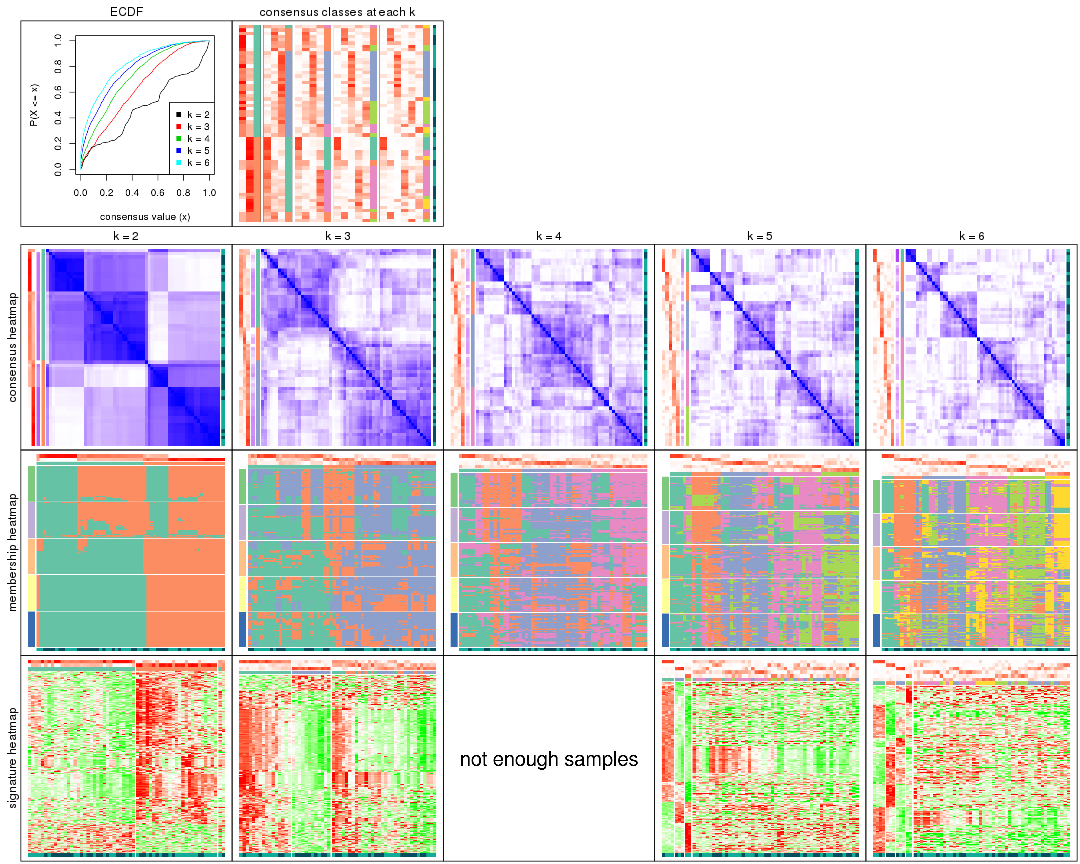 ECDF
consensus classes at each k
P(X <= x)
0.0 0.2 0.4 0.6 0.8 1.0
k = 2
k = 3
k = 4
k = 5
k = 6
0.0 0.2 0.4 0.6 0.8 1.0
consensus value (x)
k = 2 k = 3 k = 4 k = 5 k = 6
consensus heatmap
membership heatmap
signature heatmap
not enough samples